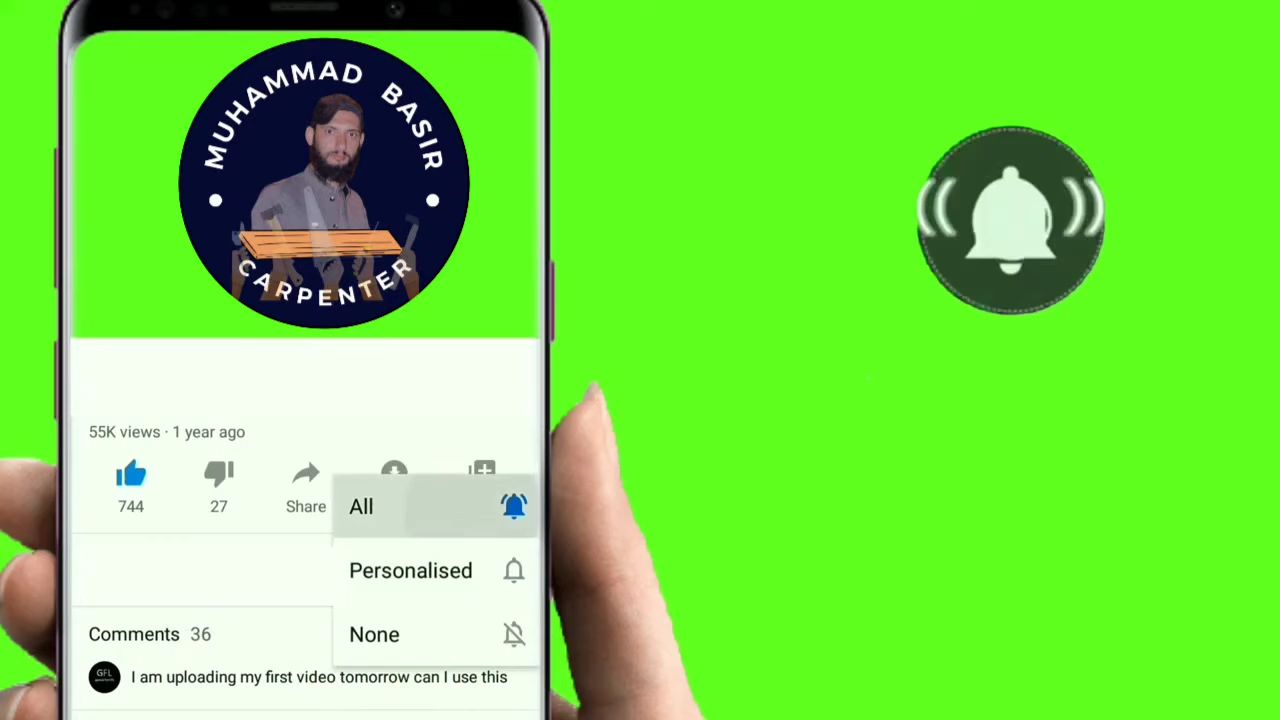 MUHAMMAD BASIR
CARPENTER
55K views · 1 year ago
744
27
Share
All
Personalised
None
Comments 36
GFL
I am uploading my first video tomorrow can I use this